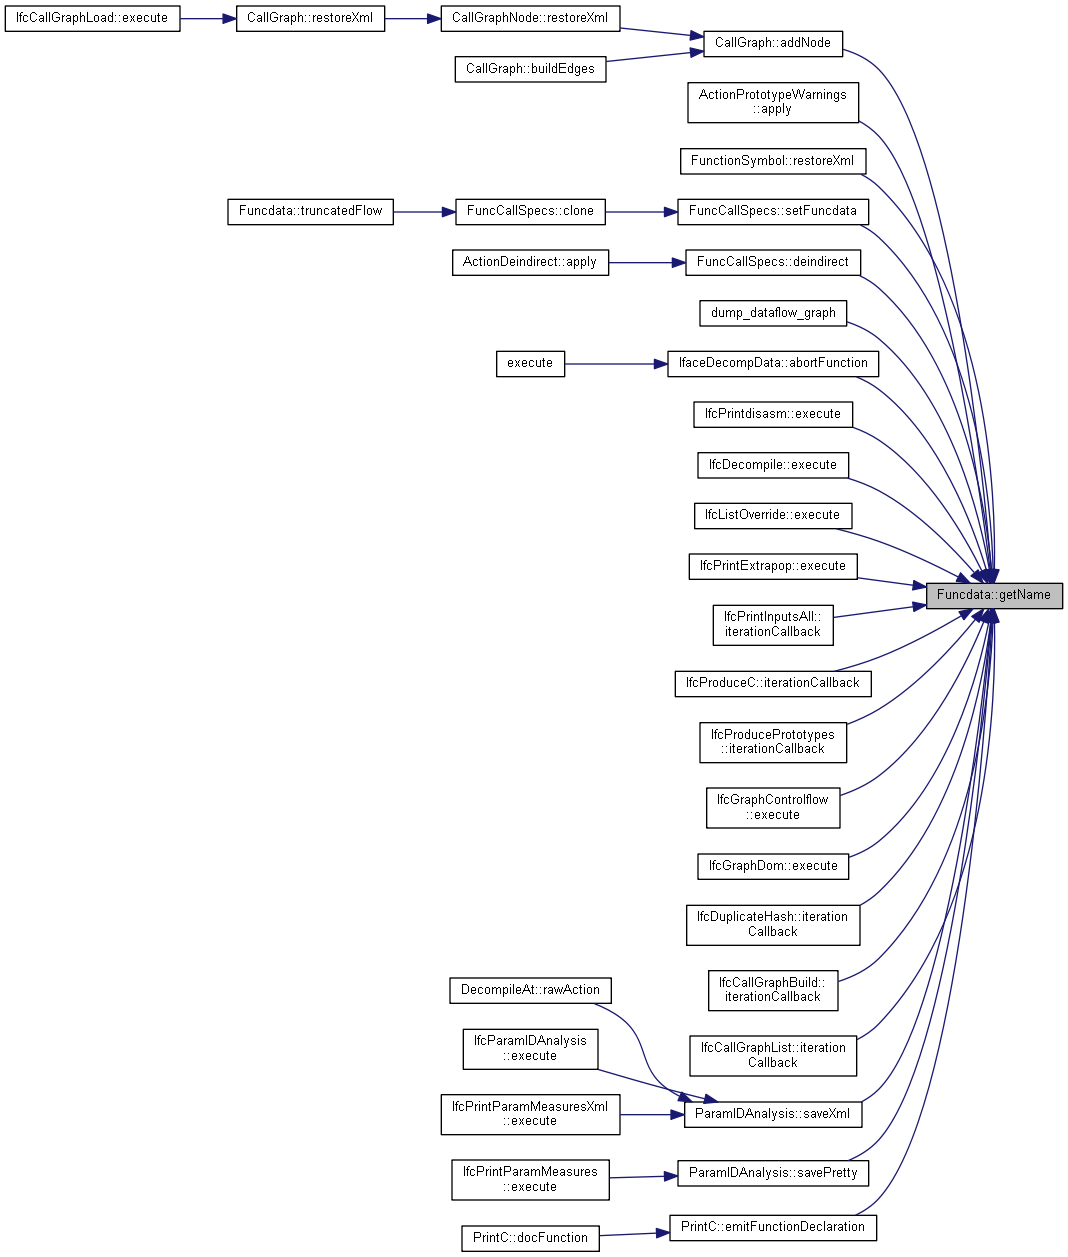 IfcCallGraphLoad::execute
CallGraph::restoreXml
CallGraphNode::restoreXml
CallGraph::addNode
CallGraph::buildEdges
ActionPrototypeWarnings
::apply
FunctionSymbol::restoreXml
Funcdata::truncatedFlow
FuncCallSpecs::clone
FuncCallSpecs::setFuncdata
ActionDeindirect::apply
FuncCallSpecs::deindirect
dump_dataflow_graph
execute
IfaceDecompData::abortFunction
IfcPrintdisasm::execute
IfcDecompile::execute
IfcListOverride::execute
IfcPrintExtrapop::execute
Funcdata::getName
IfcPrintInputsAll::
iterationCallback
IfcProduceC::iterationCallback
IfcProducePrototypes
::iterationCallback
IfcGraphControlflow
::execute
IfcGraphDom::execute
IfcDuplicateHash::iteration
Callback
IfcCallGraphBuild::
iterationCallback
DecompileAt::rawAction
IfcParamIDAnalysis
::execute
IfcCallGraphList::iteration
Callback
IfcPrintParamMeasuresXml
::execute
ParamIDAnalysis::saveXml
IfcPrintParamMeasures
::execute
ParamIDAnalysis::savePretty
PrintC::docFunction
PrintC::emitFunctionDeclaration